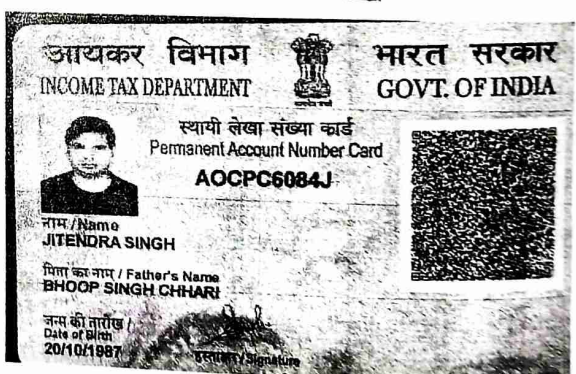 आयकर विभाग
INCOME TAX DEPARTMENT
भारत सरकार
GOVT. OF INDIA
स्थायी लेखा संख्या कार्ड
Permanent Account Number Card
AOCPC6084J
नाम / Name
JITENDRA SINGH
पिता का नाम / Father's Name
BHOOP SINGH CHHARI
जन्म की तारीख /
Date of Birth
20/10/1987
हस्ताक्षर / Signature